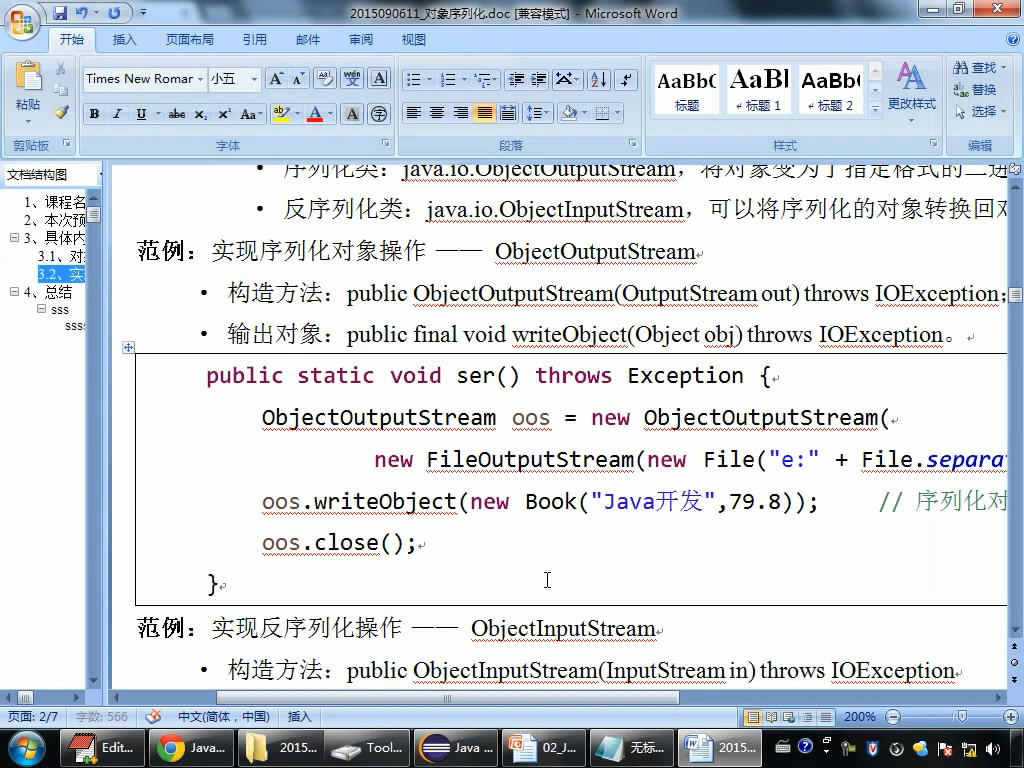 2015090611_对象序列化.doc [兼容模式] - Microsoft Word
开始 插入 页面布局 引用 邮件 审阅 视图
粘贴
Times New Romar 小五
AaBbC AaBl AaBb(
标题 标题 1 标题 2
更改样式
查找
替换
选择
剪贴板 字体 段落 样式 编辑
文档结构图
1、课程名
2、本次预
3、具体内
3.1、对
3.2、实
4、总结
sss
sss
• 序列化类：java.io.ObjectOutputStream，将对象变为了指定格式的二进
• 反序列化类：java.io.ObjectInputStream，可以将序列化的对象转换回对
范例：实现序列化对象操作 —— ObjectOutputStream
• 构造方法：public ObjectOutputStream(OutputStream out) throws IOException；
• 输出对象：public final void writeObject(Object obj) throws IOException。
public static void ser() throws Exception {
ObjectOutputStream oos = new ObjectOutputStream(
new FileOutputStream(new File("e:" + File.separa
oos.writeObject(new Book("Java开发",79.8)); // 序列化对
oos.close();
}
范例：实现反序列化操作 —— ObjectInputStream
• 构造方法：public ObjectInputStream(InputStream in) throws IOException
页面: 2/7 字数: 566 中文(简体，中国) 插入 200%
Edit... Java... 2015... Tool... Java ... 02_J... 无标... 2015...